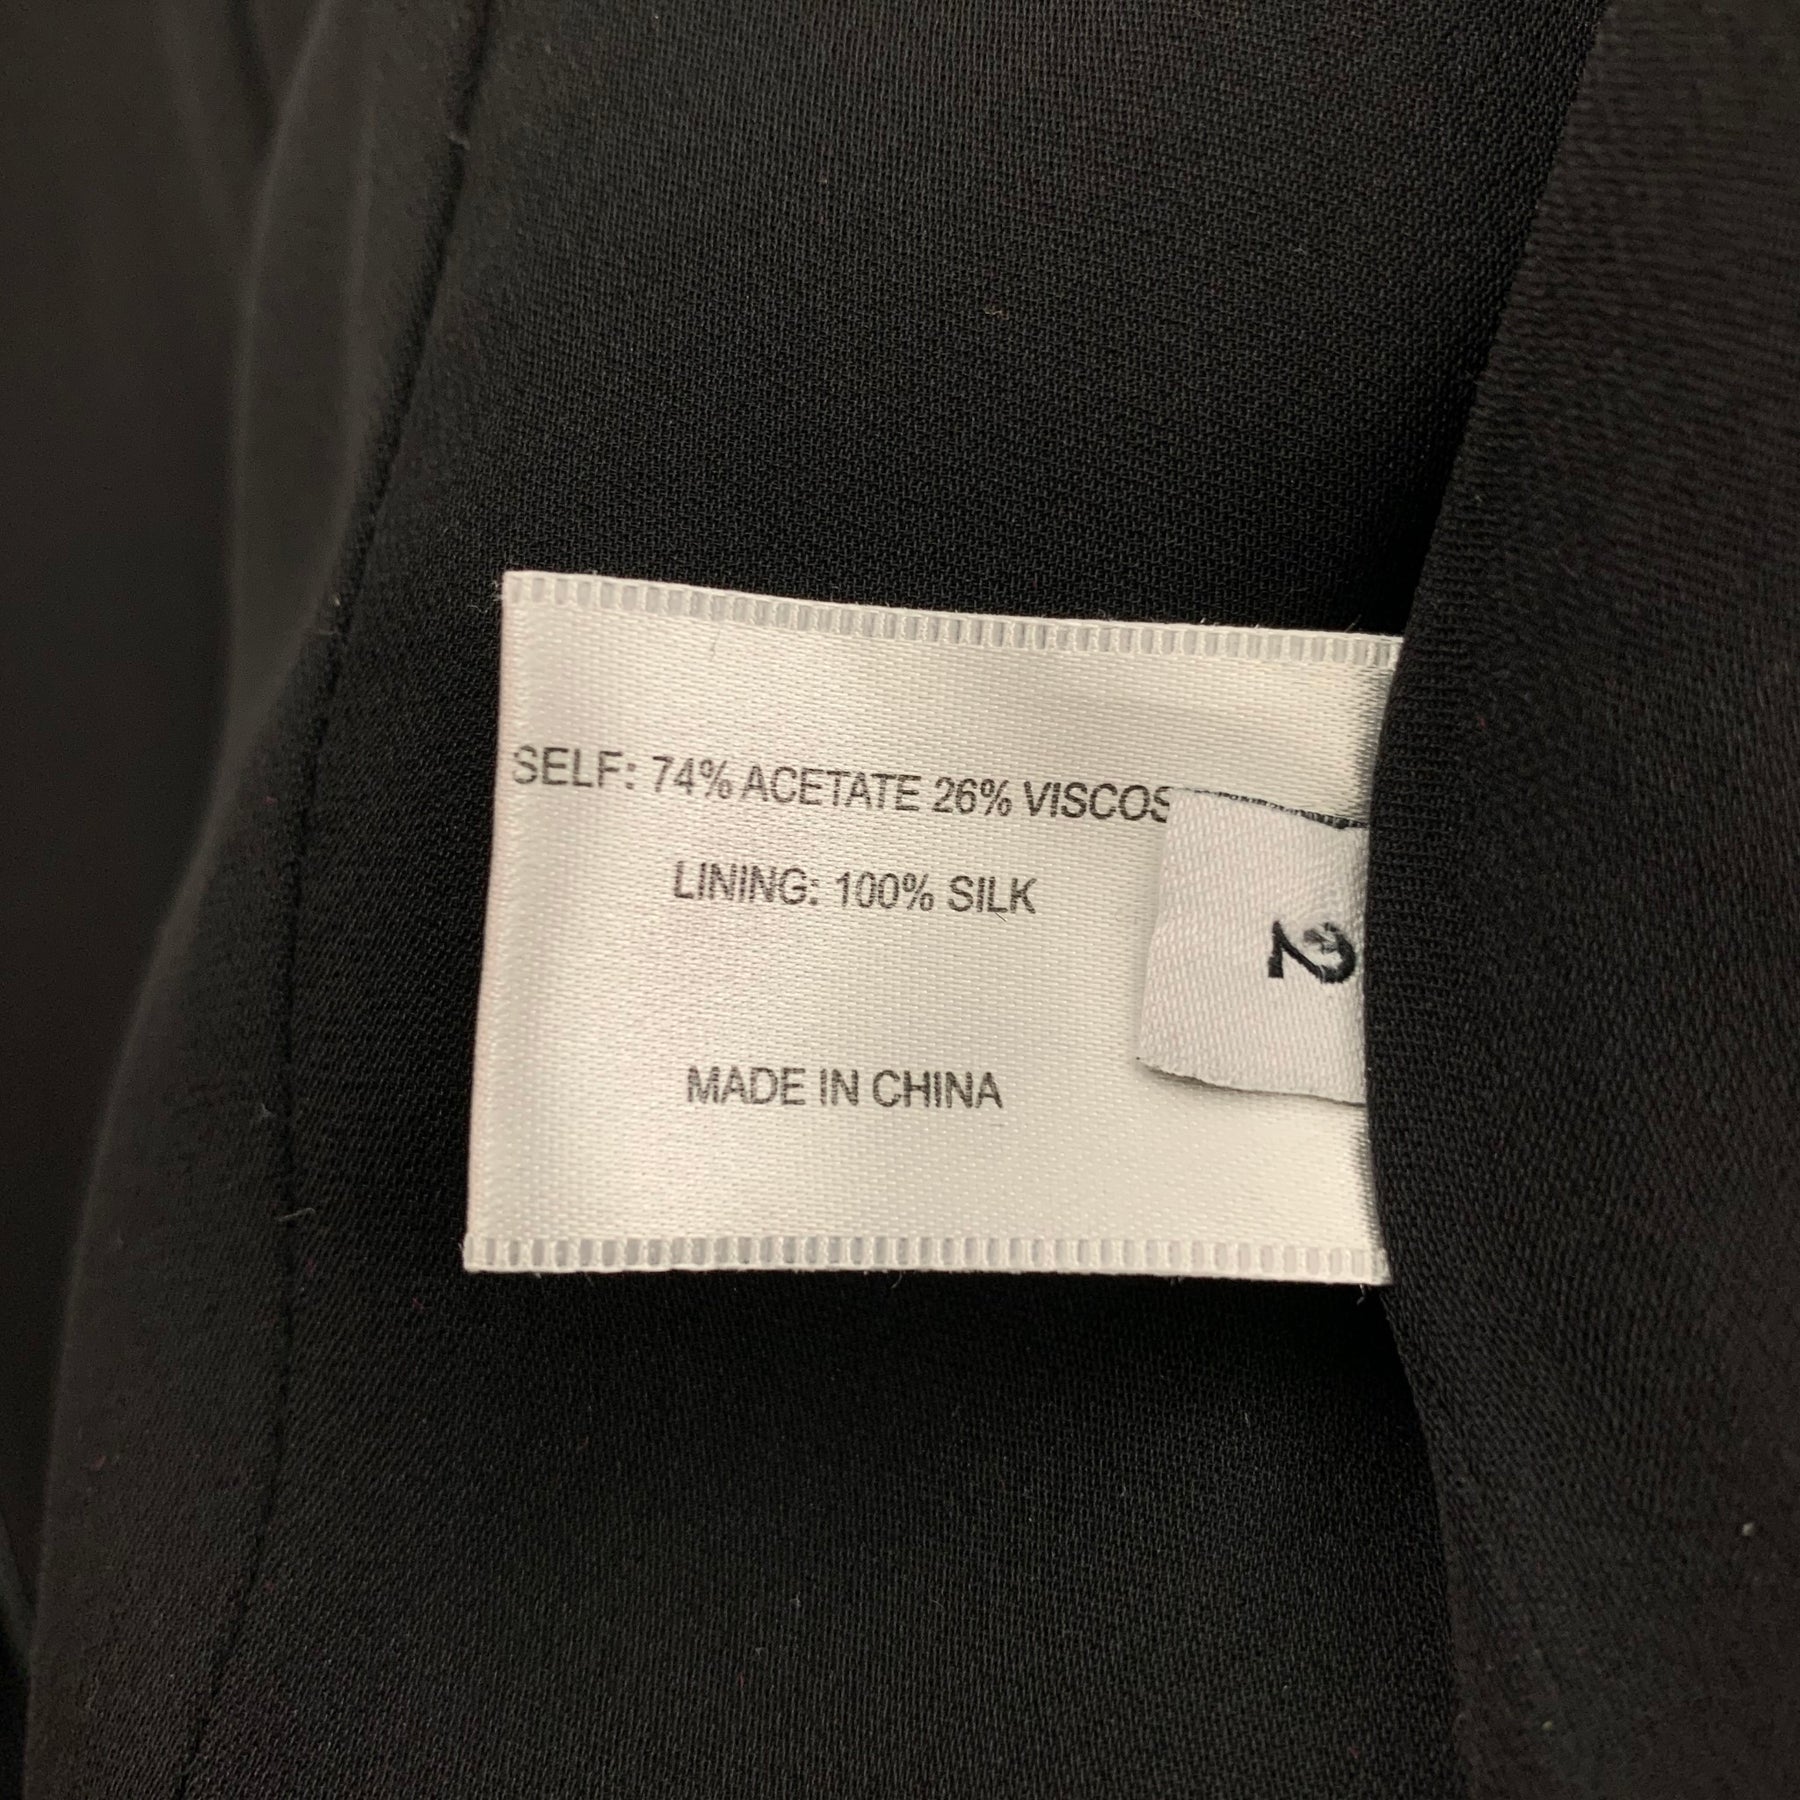 SELF: 74% ACETATE 26% VISCOS
LINING: 100% SILK
2
MADE IN CHINA